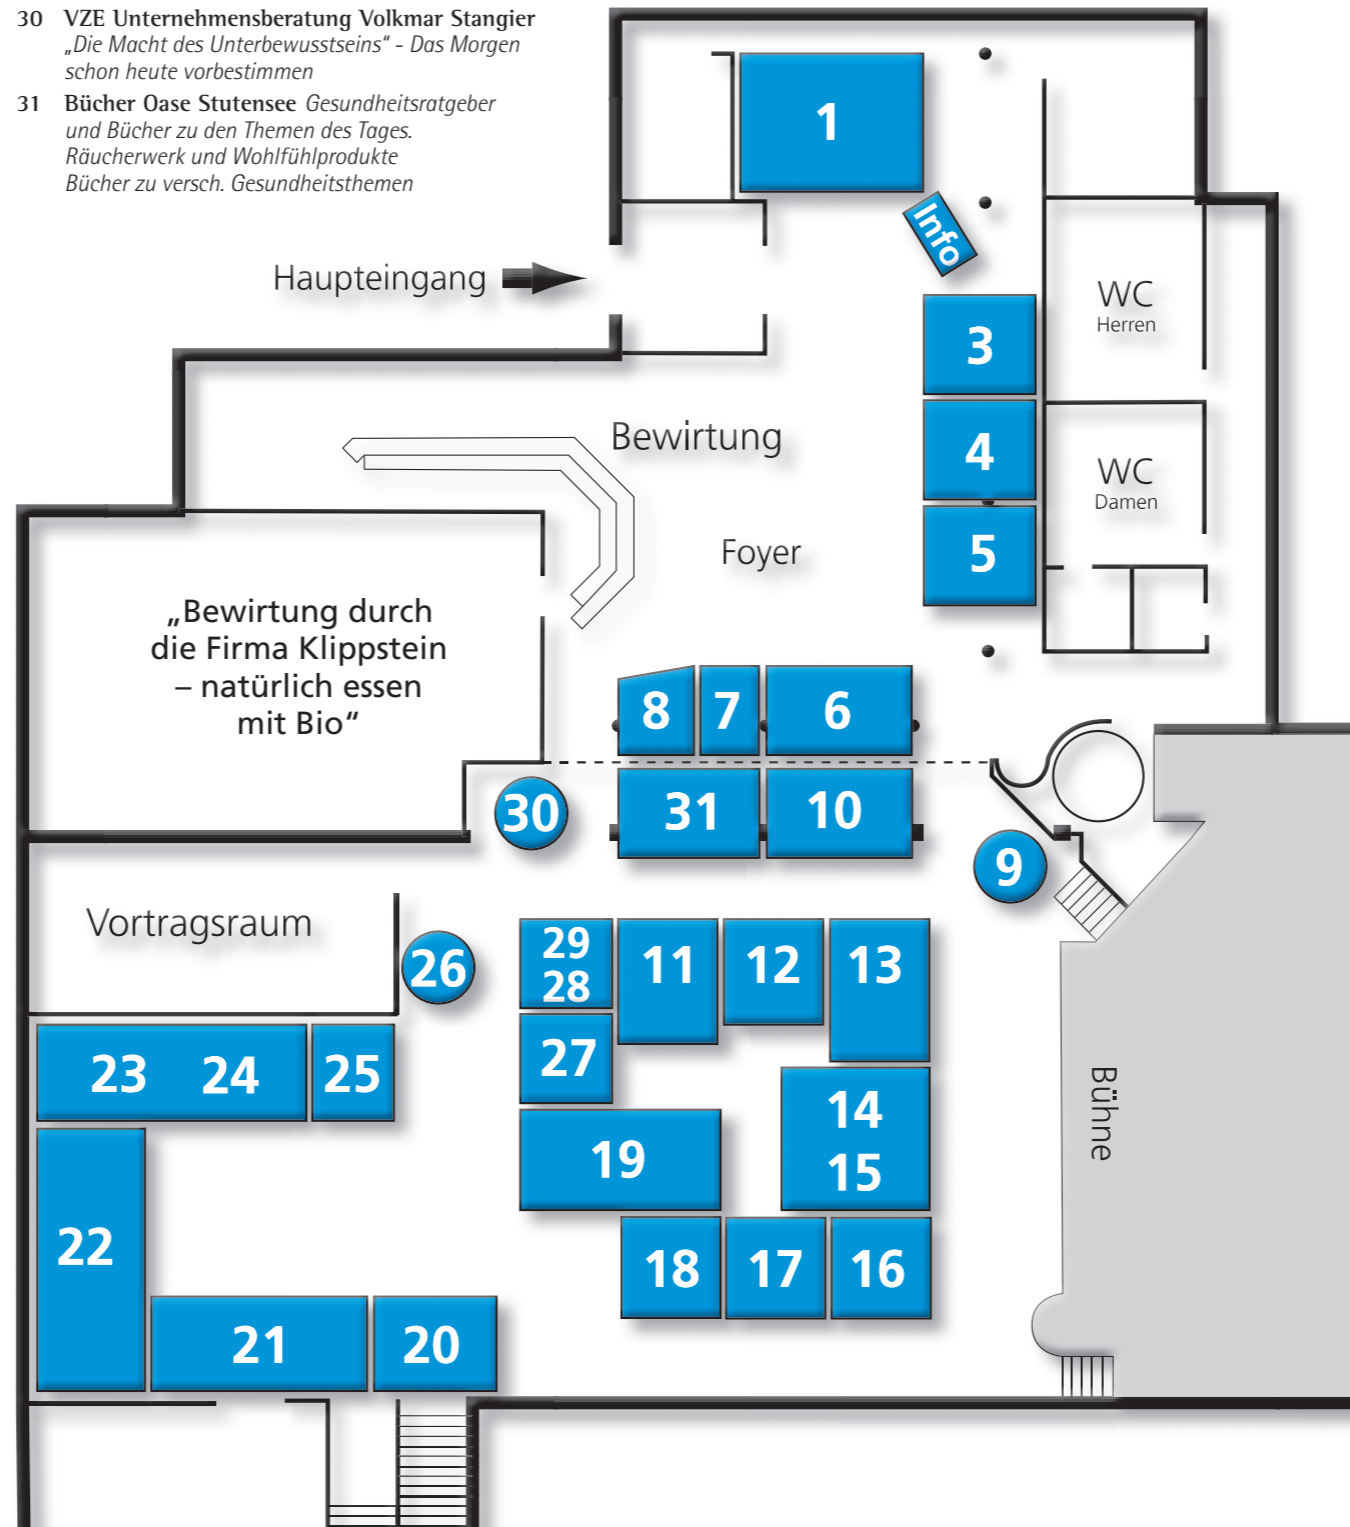 30 VZE Unternehmensberatung Volkmar Stangier
„Die Macht des Unterbewusstseins“ - Das Morgen
schon heute vorbestimmen
31 Bücher Oase Stutensee Gesundheitsratgeber
und Bücher zu den Themen des Tages.
Räucherwerk und Wohlfühlprodukte
Bücher zu versch. Gesundheitsthemen
1
Info
Haupteingang
WC
Herren
3
Bewirtung
4
WC
Damen
Foyer
5
„Bewirtung durch
die Firma Klippstein
– natürlich essen
mit Bio“
8 7 6
30
31 10
9
Vortragsraum
26
29
28
11 12 13
27
23 24 25
14
15
Bühne
19
22
18 17 16
21 20